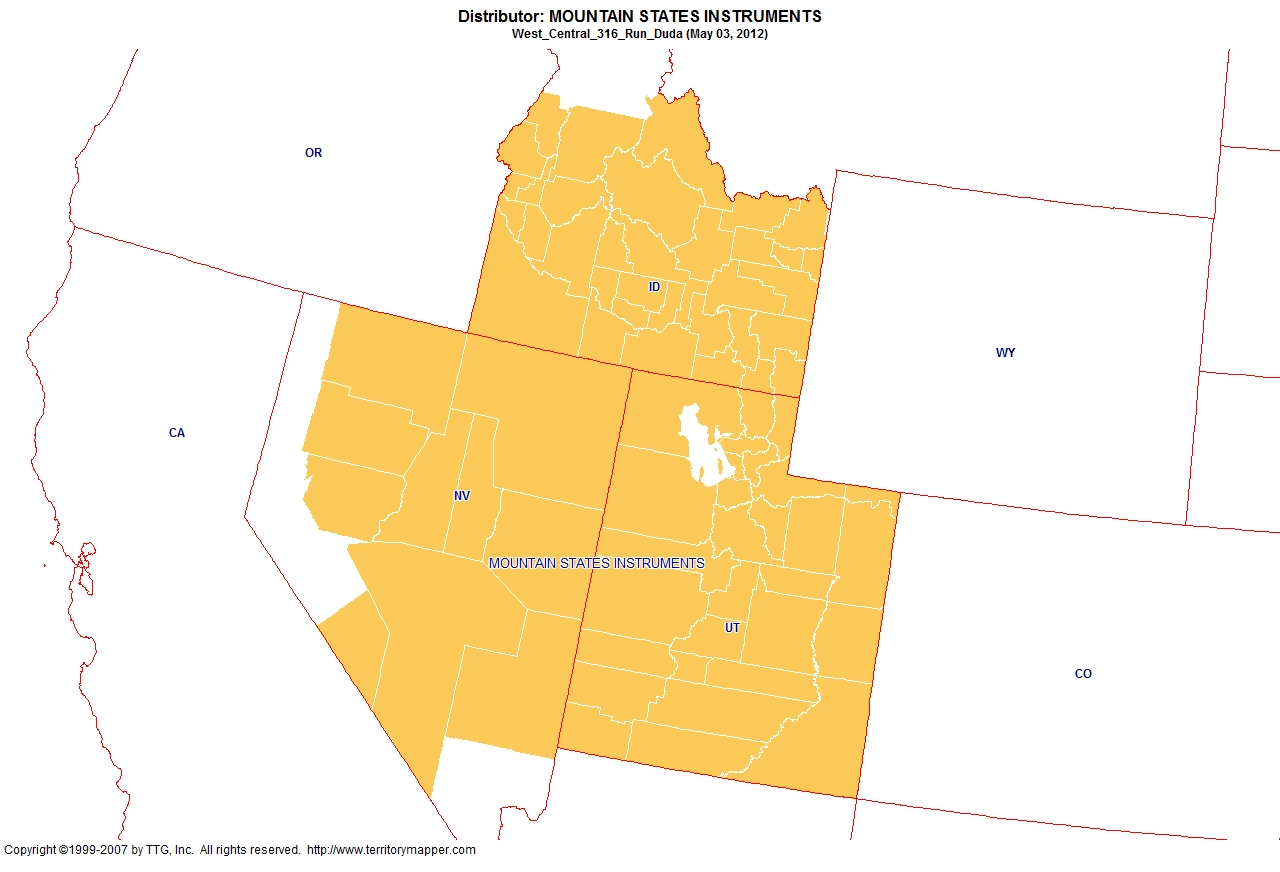 Distributor: MOUNTAIN STATES INSTRUMENTS
West_Central_316_Run_Duda (May 03, 2012)
OR
ID
WY
CA
NV
MOUNTAIN STATES INSTRUMENTS
UT
CO
Copyright ©1999-2007 by TTG, Inc. All rights reserved. http://www.territorymapper.com